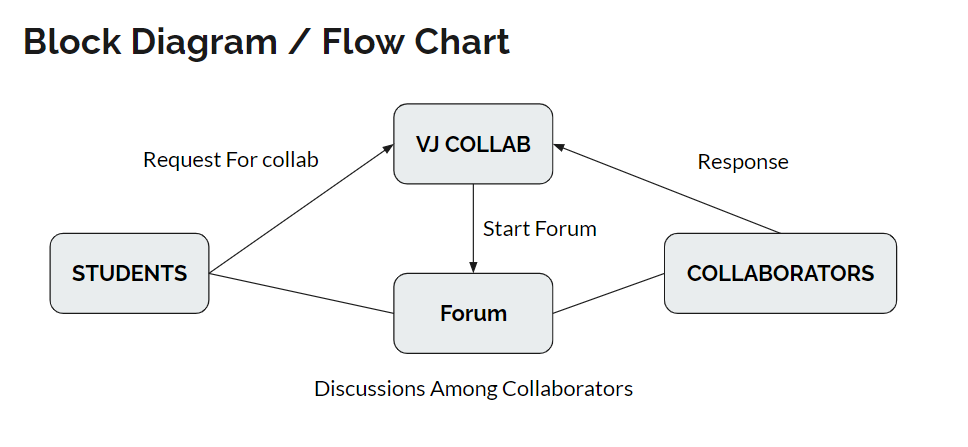 Block Diagram / Flow Chart
VJ COLLAB
Request For collab
Response
Start Forum
STUDENTS
COLLABORATORS
Forum
Discussions Among Collaborators